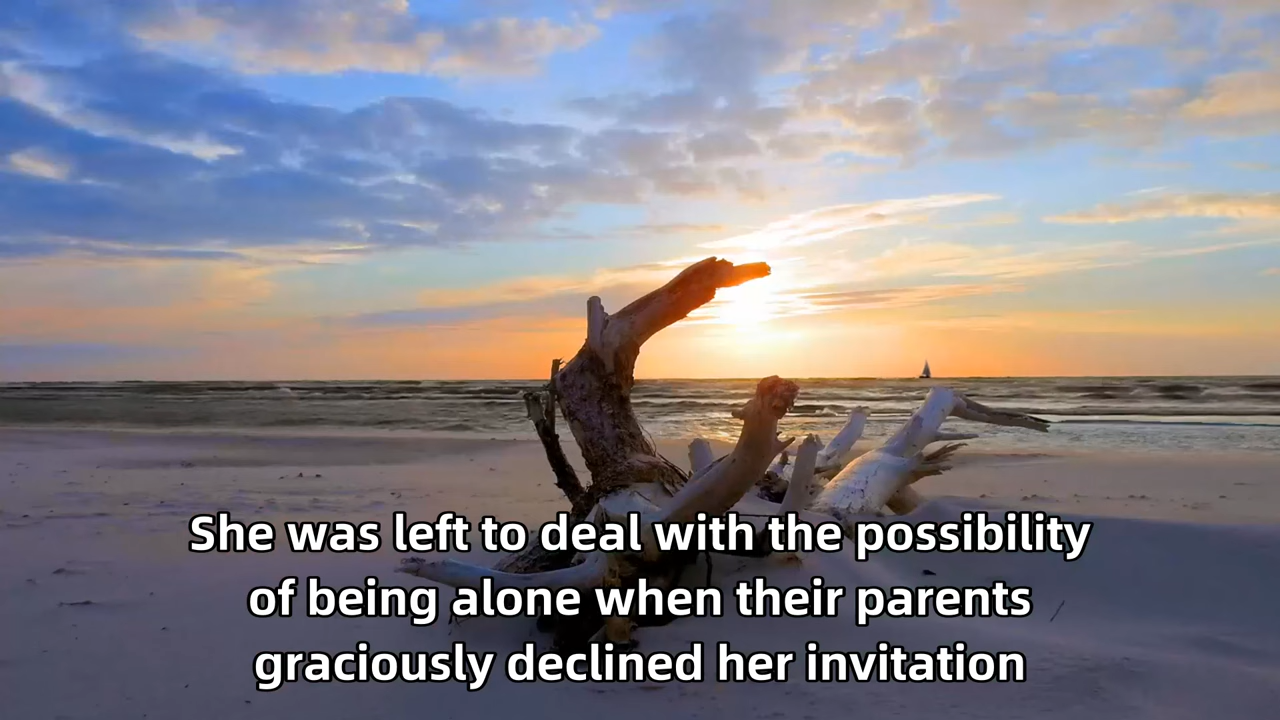 She was left to deal with the possibility
of being alone when their parents
graciously declined her invitation